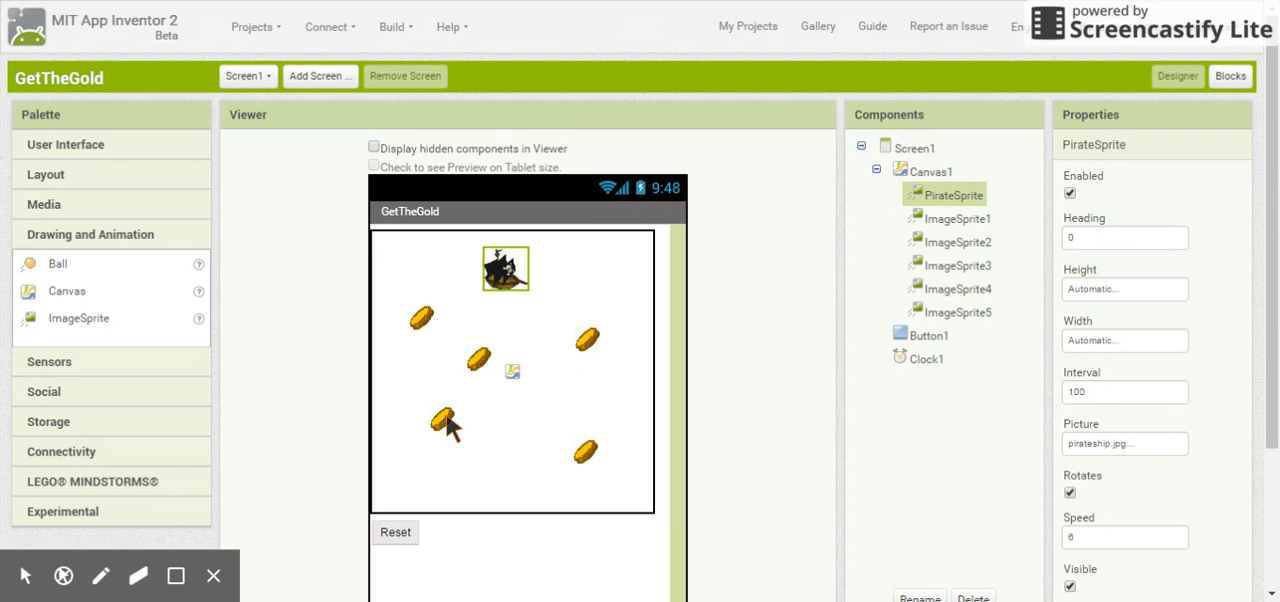 MIT App Inventor 2
Beta
Projects Connect Build Help
My Projects Gallery Guide Report an Issue
powered by
Screencastify Lite
GetTheGold
Screen1 Add Screen ... Remove Screen
Designer Blocks
Palette
User Interface
Layout
Media
Drawing and Animation
Ball ?
Canvas ?
ImageSprite ?
Sensors
Social
Storage
Connectivity
LEGO® MINDSTORMS®
Experimental
Viewer
Display hidden components in Viewer
Check to see Preview on Tablet size.
9:48
GetTheGold
Reset
Components
Screen1
Canvas1
PirateSprite
ImageSprite1
ImageSprite2
ImageSprite3
ImageSprite4
ImageSprite5
Button1
Clock1
Rename Delete
Properties
PirateSprite
Enabled
Heading
0
Height
Automatic...
Width
Automatic...
Interval
100
Picture
pirateship.jpg...
Rotates
Speed
6
Visible